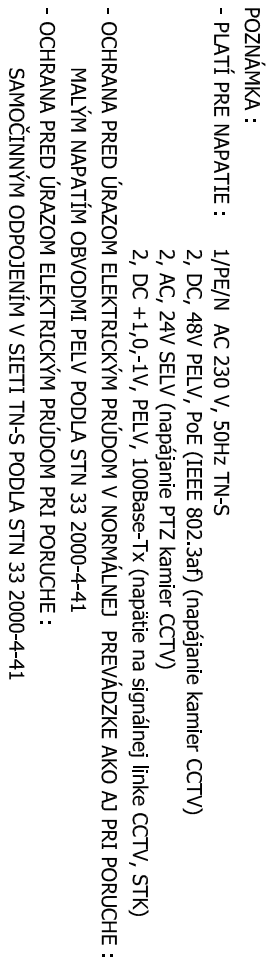 POZNÁMKA :
- PLATÍ PRE NAPATIE : 1/PE/N AC 230 V, 50Hz TN-S
2, DC, 48V PELV, PoE (IEEE 802.3af) (napájanie kamier CCTV)
2, AC, 24V SELV (napájanie PTZ kamier CCTV)
2, DC +1,0,-1V, PELV, 100Base-Tx (napätie na signálnej linke CCTV, STK)
- OCHRANA PRED ÚRAZOM ELEKTRICKÝM PRÚDOM V NORMÁLNEJ PREVÁDZKE AKO AJ PRI PORUCHE :
MALÝM NAPATÍM OBVODMI PELV PODLA STN 33 2000-4-41
- OCHRANA PRED ÚRAZOM ELEKTRICKÝM PRÚDOM PRI PORUCHE :
SAMOČINNÝM ODPOJENÍM V SIETI TN-S PODLA STN 33 2000-4-41